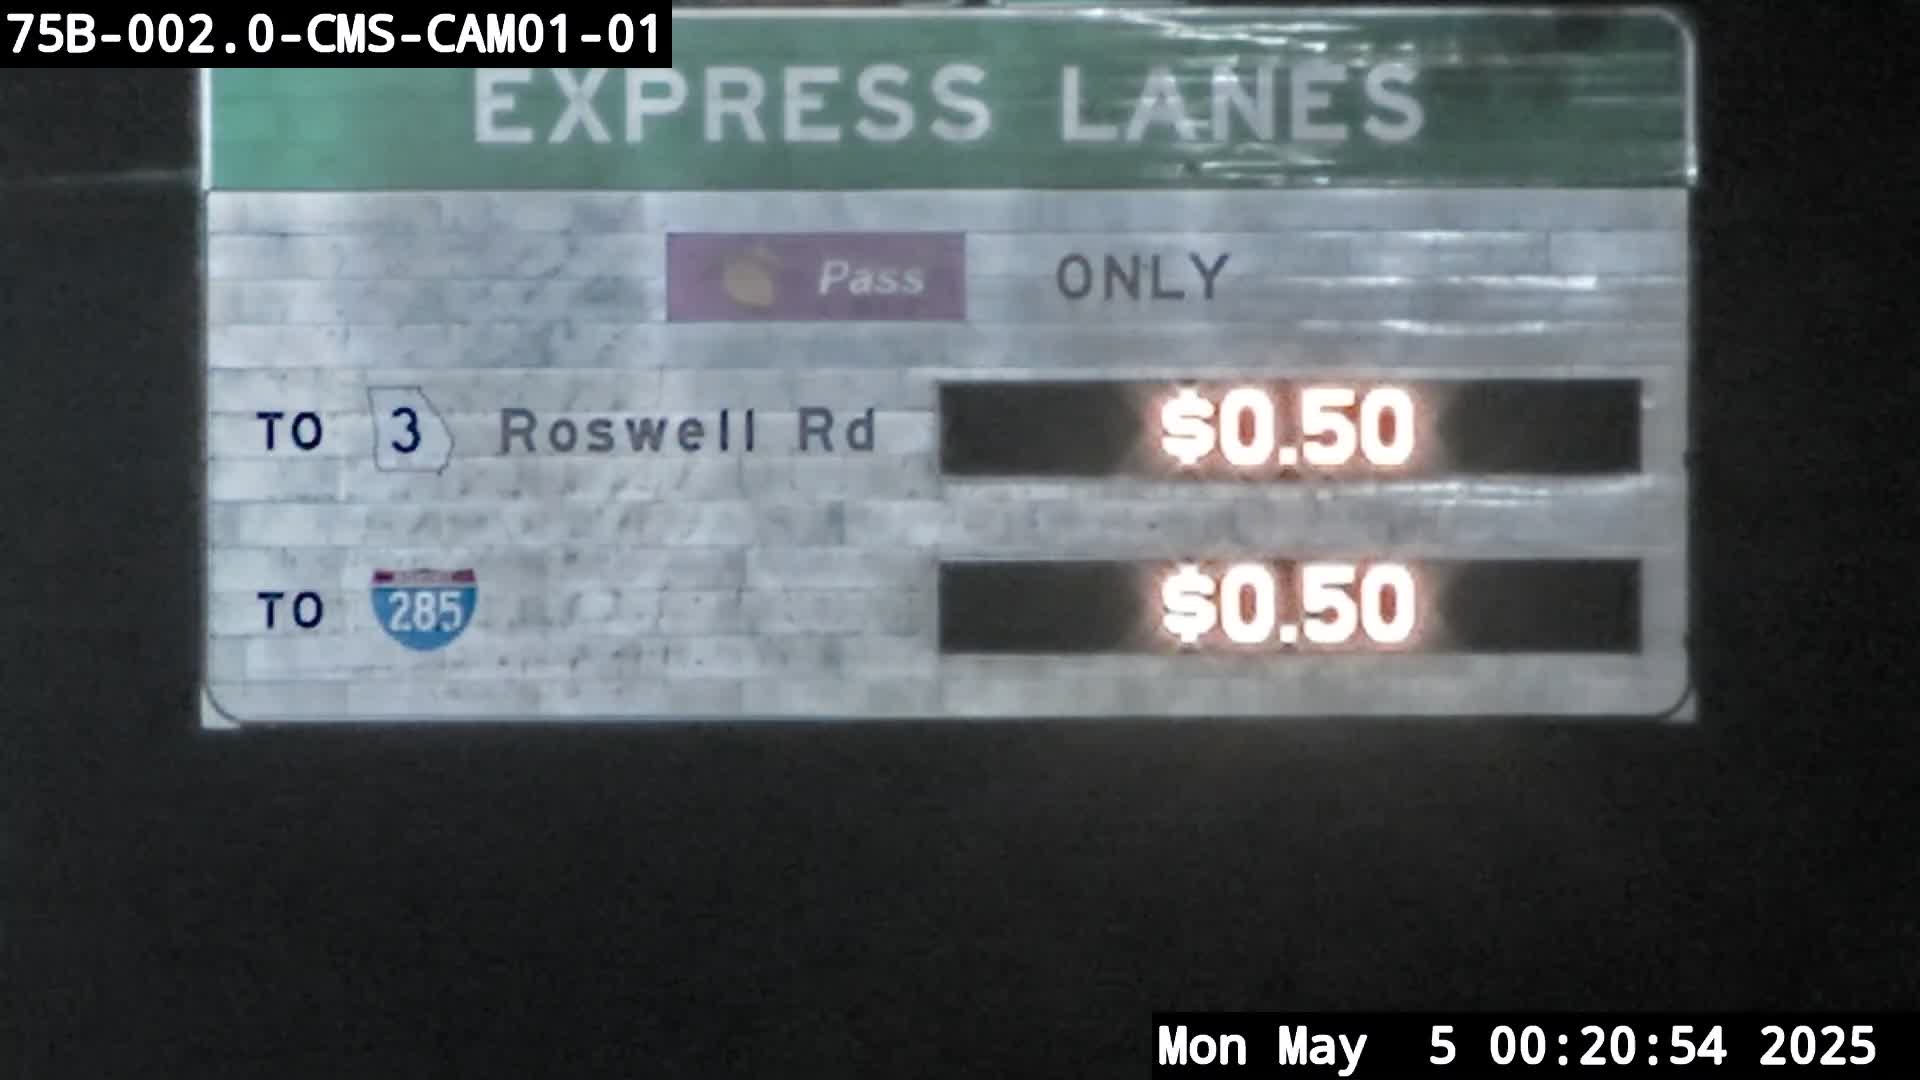 75B-002.0-CMS-CAM01-01
EXPRESS LANES
Pass ONLY
TO 3 Roswell Rd $0.50
TO 285 $0.50
Mon May 5 00:20:54 2025